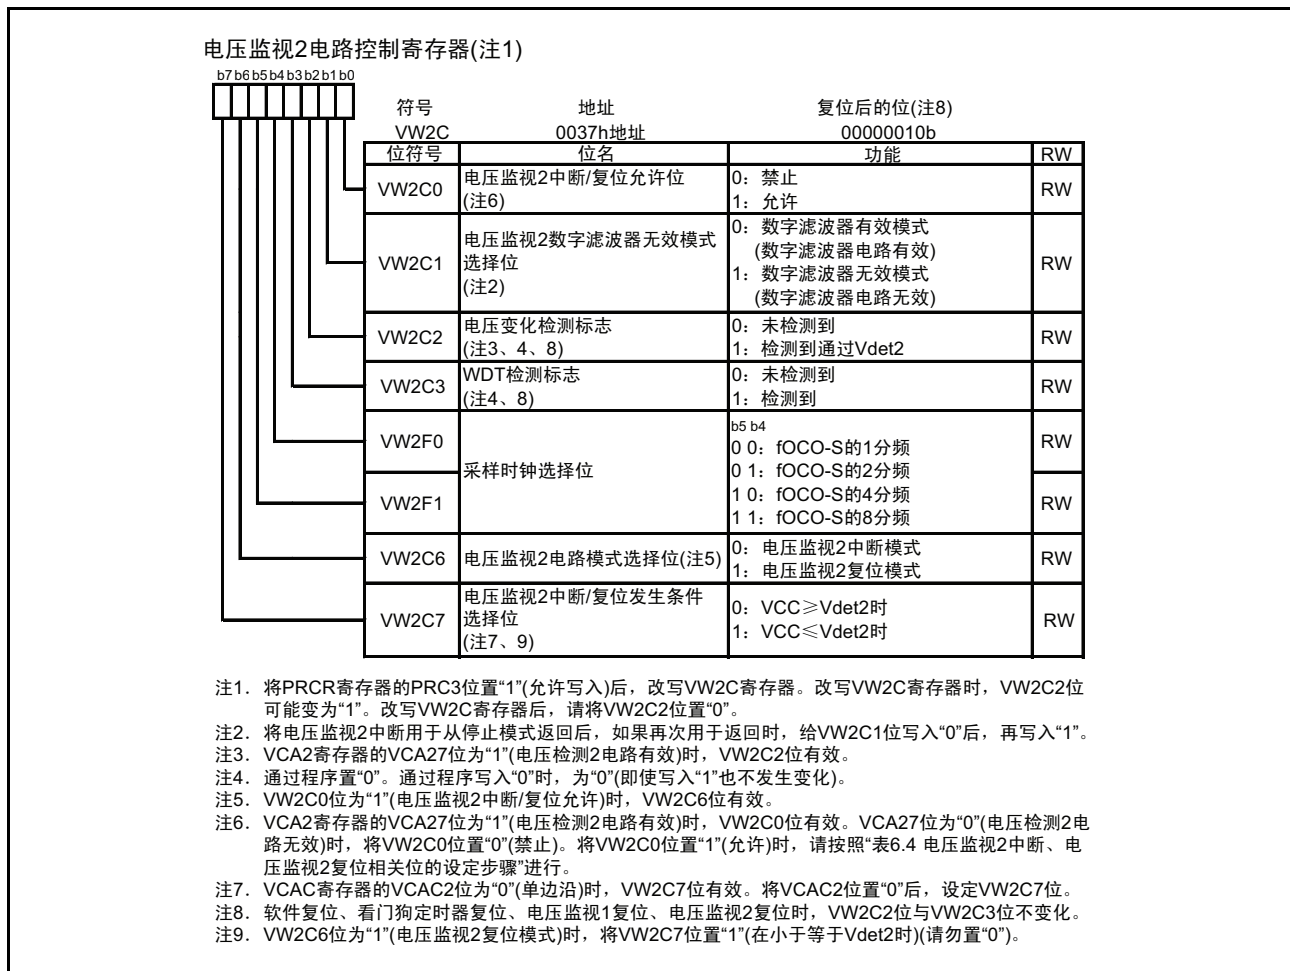 电压监视2电路控制寄存器(注1)
b7 b6 b5 b4 b3 b2 b1 b0
符号 地址 复位后的位(注8)
VW2C 0037h地址 00000010b
位符号 位名 功能 RW
VW2C0 电压监视2中断/复位允许位 (注6) 0：禁止 RW
1：允许
VW2C1 电压监视2数字滤波器无效模式 选择位 (注2) 0：数字滤波器有效模式 RW
(数字滤波器电路有效)
1：数字滤波器无效模式
(数字滤波器电路无效)
VW2C2 电压变化检测标志 (注3、4、8) 0：未检测到 RW
1：检测到通过Vdet2
VW2C3 WDT检测标志 (注4、8) 0：未检测到 RW
1：检测到
VW2F0 采样时钟选择位 b5 b4 RW
0 0：fOCO-S的1分频
0 1：fOCO-S的2分频
VW2F1 1 0：fOCO-S的4分频 RW
1 1：fOCO-S的8分频
VW2C6 电压监视2电路模式选择位(注5) 0：电压监视2中断模式 RW
1：电压监视2复位模式
VW2C7 电压监视2中断/复位发生条件 选择位 (注7、9) 0：VCC≥Vdet2时 RW
1：VCC≤Vdet2时
注1. 将PRCR寄存器的PRC3位置“1”(允许写入)后，改写VW2C寄存器。改写VW2C寄存器时，VW2C2位
可能变为“1”。改写VW2C寄存器后，请将VW2C2位置“0”。
注2. 将电压监视2中断用于从停止模式返回后，如果再次用于返回时，给VW2C1位写入“0”后，再写入“1”。
注3. VCA2寄存器的VCA27位为“1”(电压检测2电路有效)时，VW2C2位有效。
注4. 通过程序置“0”。通过程序写入“0”时，为“0”(即使写入“1”也不发生变化)。
注5. VW2C0位为“1”(电压监视2中断/复位允许)时，VW2C6位有效。
注6. VCA2寄存器的VCA27位为“1”(电压检测2电路有效)时，VW2C0位有效。VCA27位为“0”(电压检测2电
路无效)时，将VW2C0位置“0”(禁止)。将VW2C0位置“1”(允许)时，请按照“表6.4 电压监视2中断、电
压监视2复位相关位的设定步骤”进行。
注7. VCAC寄存器的VCAC2位为“0”(单边沿)时，VW2C7位有效。将VCAC2位置“0”后，设定VW2C7位。
注8. 软件复位、看门狗定时器复位、电压监视1复位、电压监视2复位时，VW2C2位与VW2C3位不变化。
注9. VW2C6位为“1”(电压监视2复位模式)时，将VW2C7位置“1”(在小于等于Vdet2时)(请勿置“0”)。